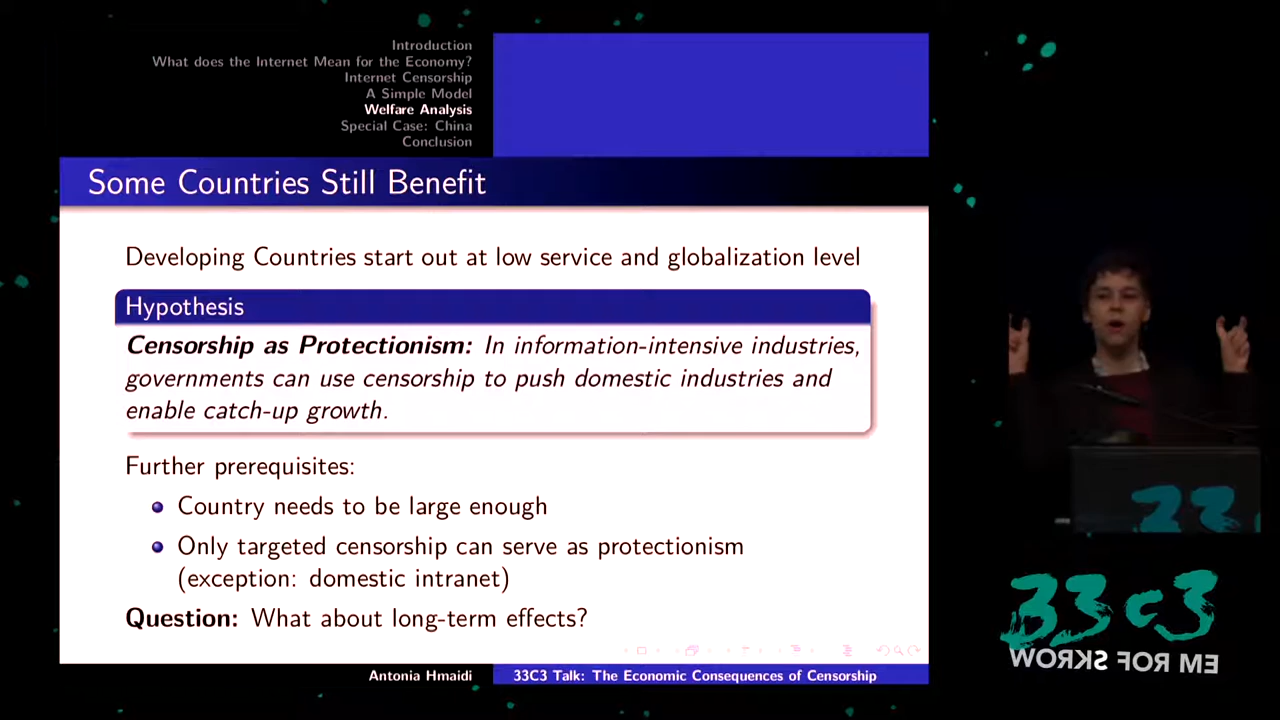 Introduction
What does the Internet Mean for the Economy?
Internet Censorship
A Simple Model
Welfare Analysis
Special Case: China
Conclusion
Some Countries Still Benefit
Developing Countries start out at low service and globalization level
Hypothesis
Censorship as Protectionism: In information-intensive industries,
governments can use censorship to push domestic industries and
enable catch-up growth.
Further prerequisites:
Country needs to be large enough
Only targeted censorship can serve as protectionism
(exception: domestic intranet)
Question: What about long-term effects?
Antonia Hmaidi
33C3 Talk: The Economic Consequences of Censorship
33
33c3
WORKS FOR ME